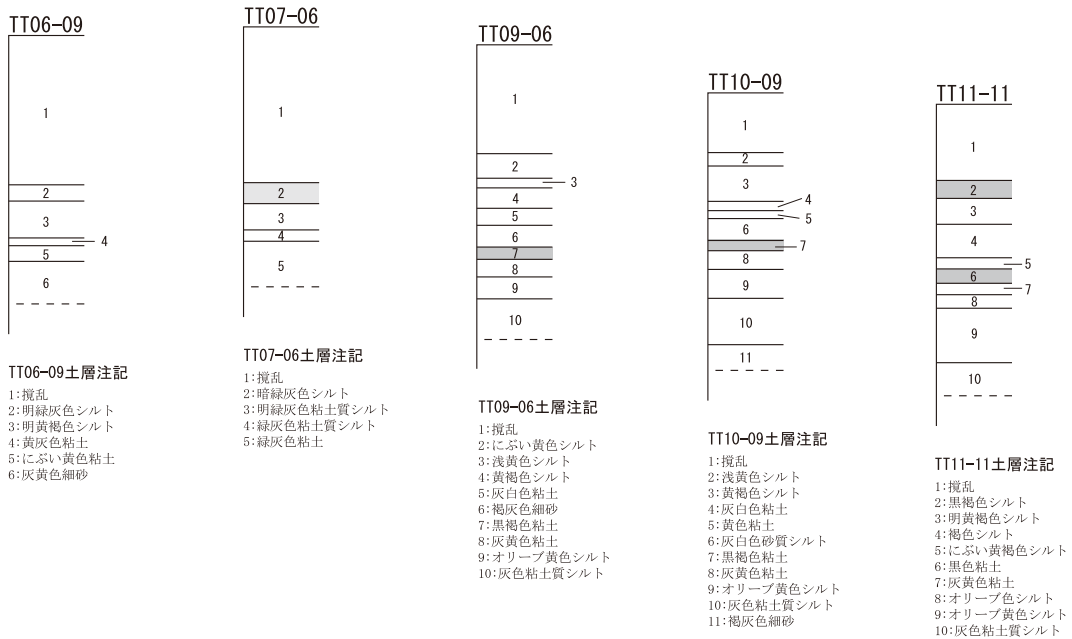 TT06-09
1
2
3
4
5
6
TT06-09土層注記
1:撹乱
2:明緑灰色シルト
3:明黄褐色シルト
4:黄灰色粘土
5:にぶい黄色粘土
6:灰黄色細砂
TT07-06
1
2
3
4
5
TT07-06土層注記
1:撹乱
2:暗緑灰色シルト
3:明緑灰色粘土質シルト
4:緑灰色粘土質シルト
5:緑灰色粘土
TT09-06
1
2
3
4
5
6
7
8
9
10
TT09-06土層注記
1:撹乱
2:にぶい黄色シルト
3:浅黄色シルト
4:黄褐色シルト
5:灰白色粘土
6:褐灰色細砂
7:黒褐色粘土
8:灰黄色粘土
9:オリーブ黄色シルト
10:灰色粘土質シルト
TT10-09
1
2
3
4
5
6
7
8
9
10
11
TT10-09土層注記
1:撹乱
2:浅黄色シルト
3:黄褐色シルト
4:灰白色粘土
5:黄色粘土
6:灰白色砂質シルト
7:黒褐色粘土
8:灰黄色粘土
9:オリーブ黄色シルト
10:灰色粘土質シルト
11:褐灰色細砂
TT11-11
1
2
3
4
5
6
7
8
9
10
TT11-11土層注記
1:撹乱
2:黒褐色シルト
3:明黄褐色シルト
4:褐色シルト
5:にぶい黄褐色シルト
6:黒色粘土
7:灰黄色粘土
8:オリーブ色シルト
9:オリーブ黄色シルト
10:灰色粘土質シルト